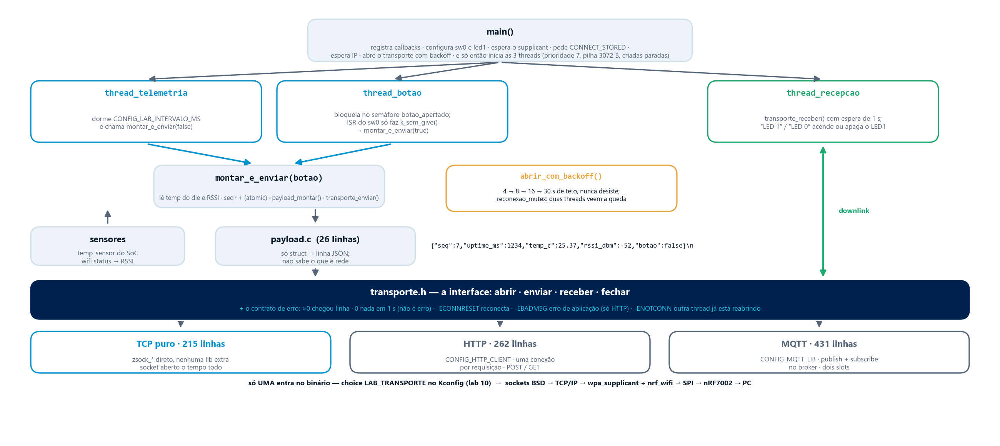 main()
registra callbacks · configura sw0 e led1 · espera o supplicant · pede CONNECT_STORED ·
espera IP · abre o transporte com backoff · e só então inicia as 3 threads (prioridade 7, pilha 3072 B, criadas paradas)
thread_telemetria
dorme CONFIG_LAB_INTERVALO_MS
e chama montar_e_enviar(false)
thread_botao
bloqueia no semáforo botao_apertado;
ISR do sw0 só faz k_sem_give()
→ montar_e_enviar(true)
thread_recepcao
transporte_receber() com espera de 1 s;
“LED 1” / “LED 0” acende ou apaga o LED1
montar_e_enviar(botao)
lê temp do die e RSSI · seq++ (atomic) · payload_montar() · transporte_enviar()
abrir_com_backoff()
4 → 8 → 16 → 30 s de teto, nunca desiste;
reconexao_mutex: duas threads veem a queda
downlink
sensores
temp_sensor do SoC
wifi status → RSSI
payload.c (26 linhas)
só struct → linha JSON;
não sabe o que é rede
{"seq":7,"uptime_ms":1234,"temp_c":25.37,"rssi_dbm":-52,"botao":false}\n
transporte.h — a interface: abrir · enviar · receber · fechar
+ o contrato de erro: >0 chegou linha · 0 nada em 1 s (não é erro) · -ECONNRESET reconecta · -EBADMSG erro de aplicação (só HTTP) · -ENOTCONN outra thread já está reabrindo
TCP puro · 215 linhas
zsock_* direto, nenhuma lib extra
socket aberto o tempo todo
HTTP · 262 linhas
CONFIG_HTTP_CLIENT · uma conexão
por requisição · POST / GET
MQTT · 431 linhas
CONFIG_MQTT_LIB · publish + subscribe
no broker · dois slots
só UMA entra no binário — choice LAB_TRANSPORTE no Kconfig (lab 10) → sockets BSD → TCP/IP → wpa_supplicant + nrf_wifi → SPI → nRF7002 → PC